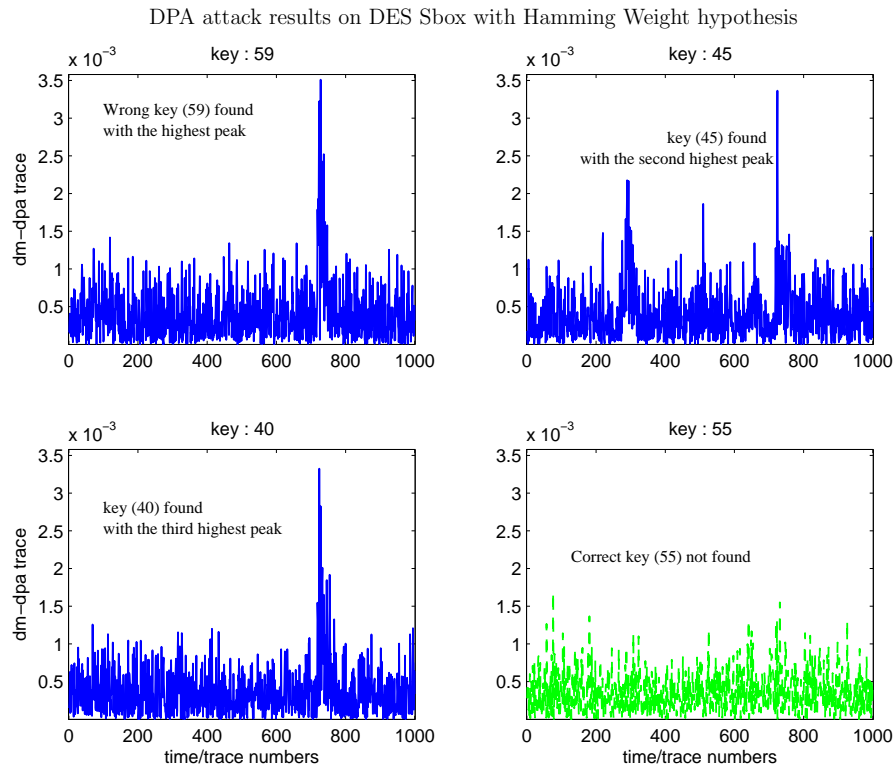 DPA attack results on DES Sbox with Hamming Weight hypothesis
key : 59
x 10⁻³
3.5
3
2.5
2
1.5
1
0.5
dm−dpa trace
Wrong key (59) found
with the highest peak
0 200 400 600 800 1000
key : 45
x 10⁻³
3.5
3
2.5
2
1.5
1
0.5
key (45) found
with the second highest peak
0 200 400 600 800 1000
key : 40
x 10⁻³
3.5
3
2.5
2
1.5
1
0.5
dm−dpa trace
key (40) found
with the third highest peak
0 200 400 600 800 1000
time/trace numbers
key : 55
x 10⁻³
3.5
3
2.5
2
1.5
1
0.5
Correct key (55) not found
0 200 400 600 800 1000
time/trace numbers